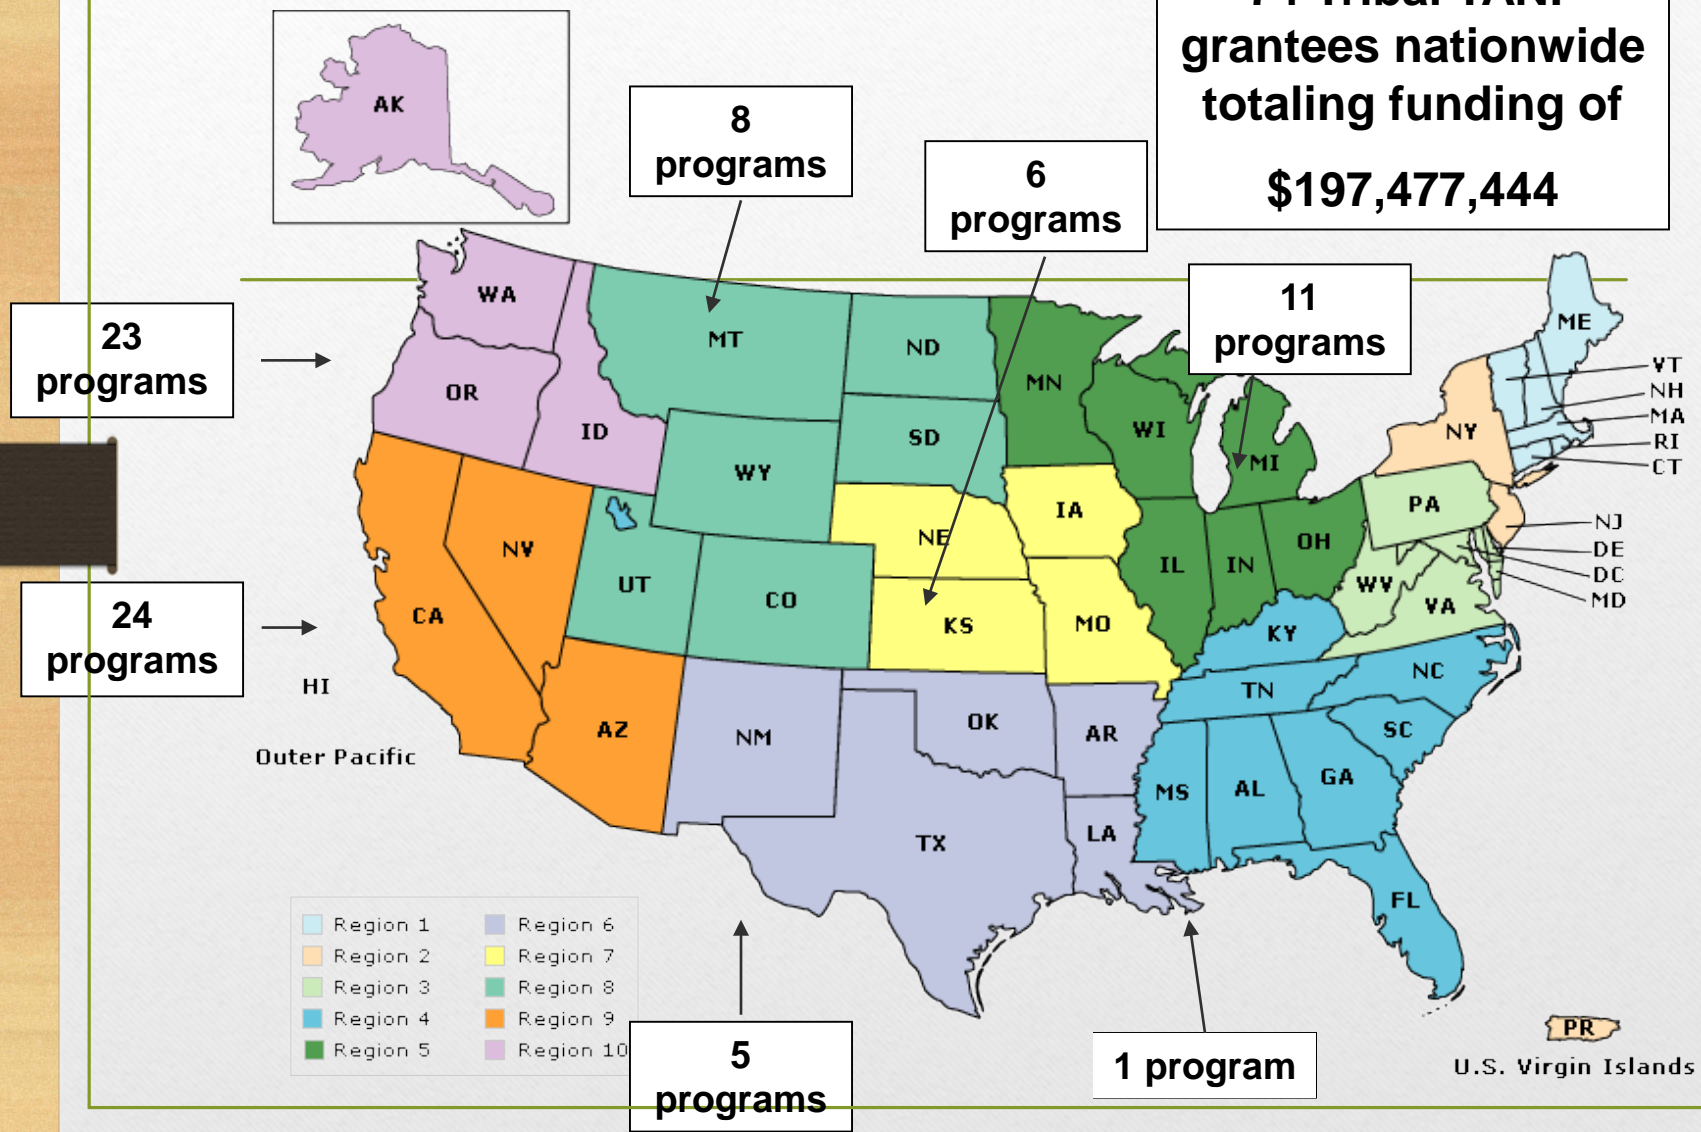 grantees nationwide
totaling funding of
$197,477,444
AK
8
programs
6
programs
11
programs
23
programs
24
programs
WA
OR
ID
MT
ND
SD
WY
MN
WI
MI
ME
VT
NH
MA
RI
CT
NY
PA
NJ
DE
DC
MD
NV
CA
UT
CO
NE
IA
KS
MO
IL
IN
OH
WV
VA
KY
TN
NC
SC
HI
Outer Pacific
AZ
NM
OK
AR
TX
LA
MS
AL
GA
FL
Region 1
Region 2
Region 3
Region 4
Region 5
Region 6
Region 7
Region 8
Region 9
Region 10
5
programs
1 program
PR
U.S. Virgin Islands